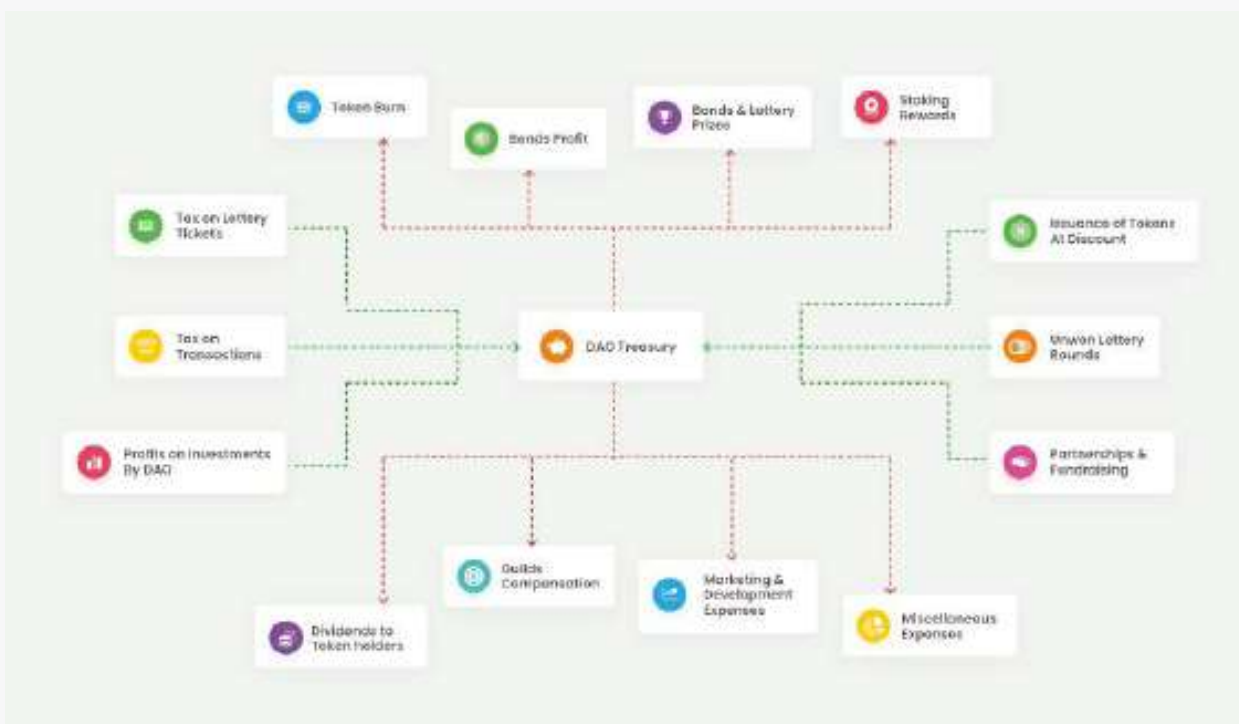 Token Burn
Bonds Profit
Bonds & Lottery
Prizes
Staking
Rewards
Tax on Lottery
Tickets
Issuance of Tokens
At Discount
Tax on
Transactions
DAO Treasury
Unwon Lottery
Rounds
Profits on Investments
By DAO
Partnerships &
Fundraising
Guilds
Compensation
Marketing &
Development
Expenses
Dividends to
Token Holders
Miscellaneous
Expenses